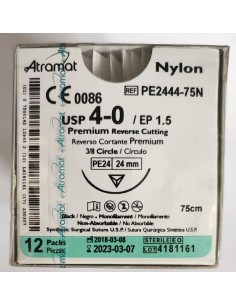 Atramat
Nylon
CE 0086
REF PE2444-75N
USP 4-0 / EP 1.5
Premium Reverse Cutting
Reverso Cortante Premium
3/8 Circle / Círculo
PE24 24 mm
75cm
Black / Negro - Monofilament / Monofilamento
Non-Absorbable / No Absorbible
Synthetic Surgical Suture U.S.P. / Sutura Quirúrgica Sintética U.S.P.
12 Packs
Piezas
2018-03-08
2023-03-07
STERILE EO
LOT 4181161
Atramat